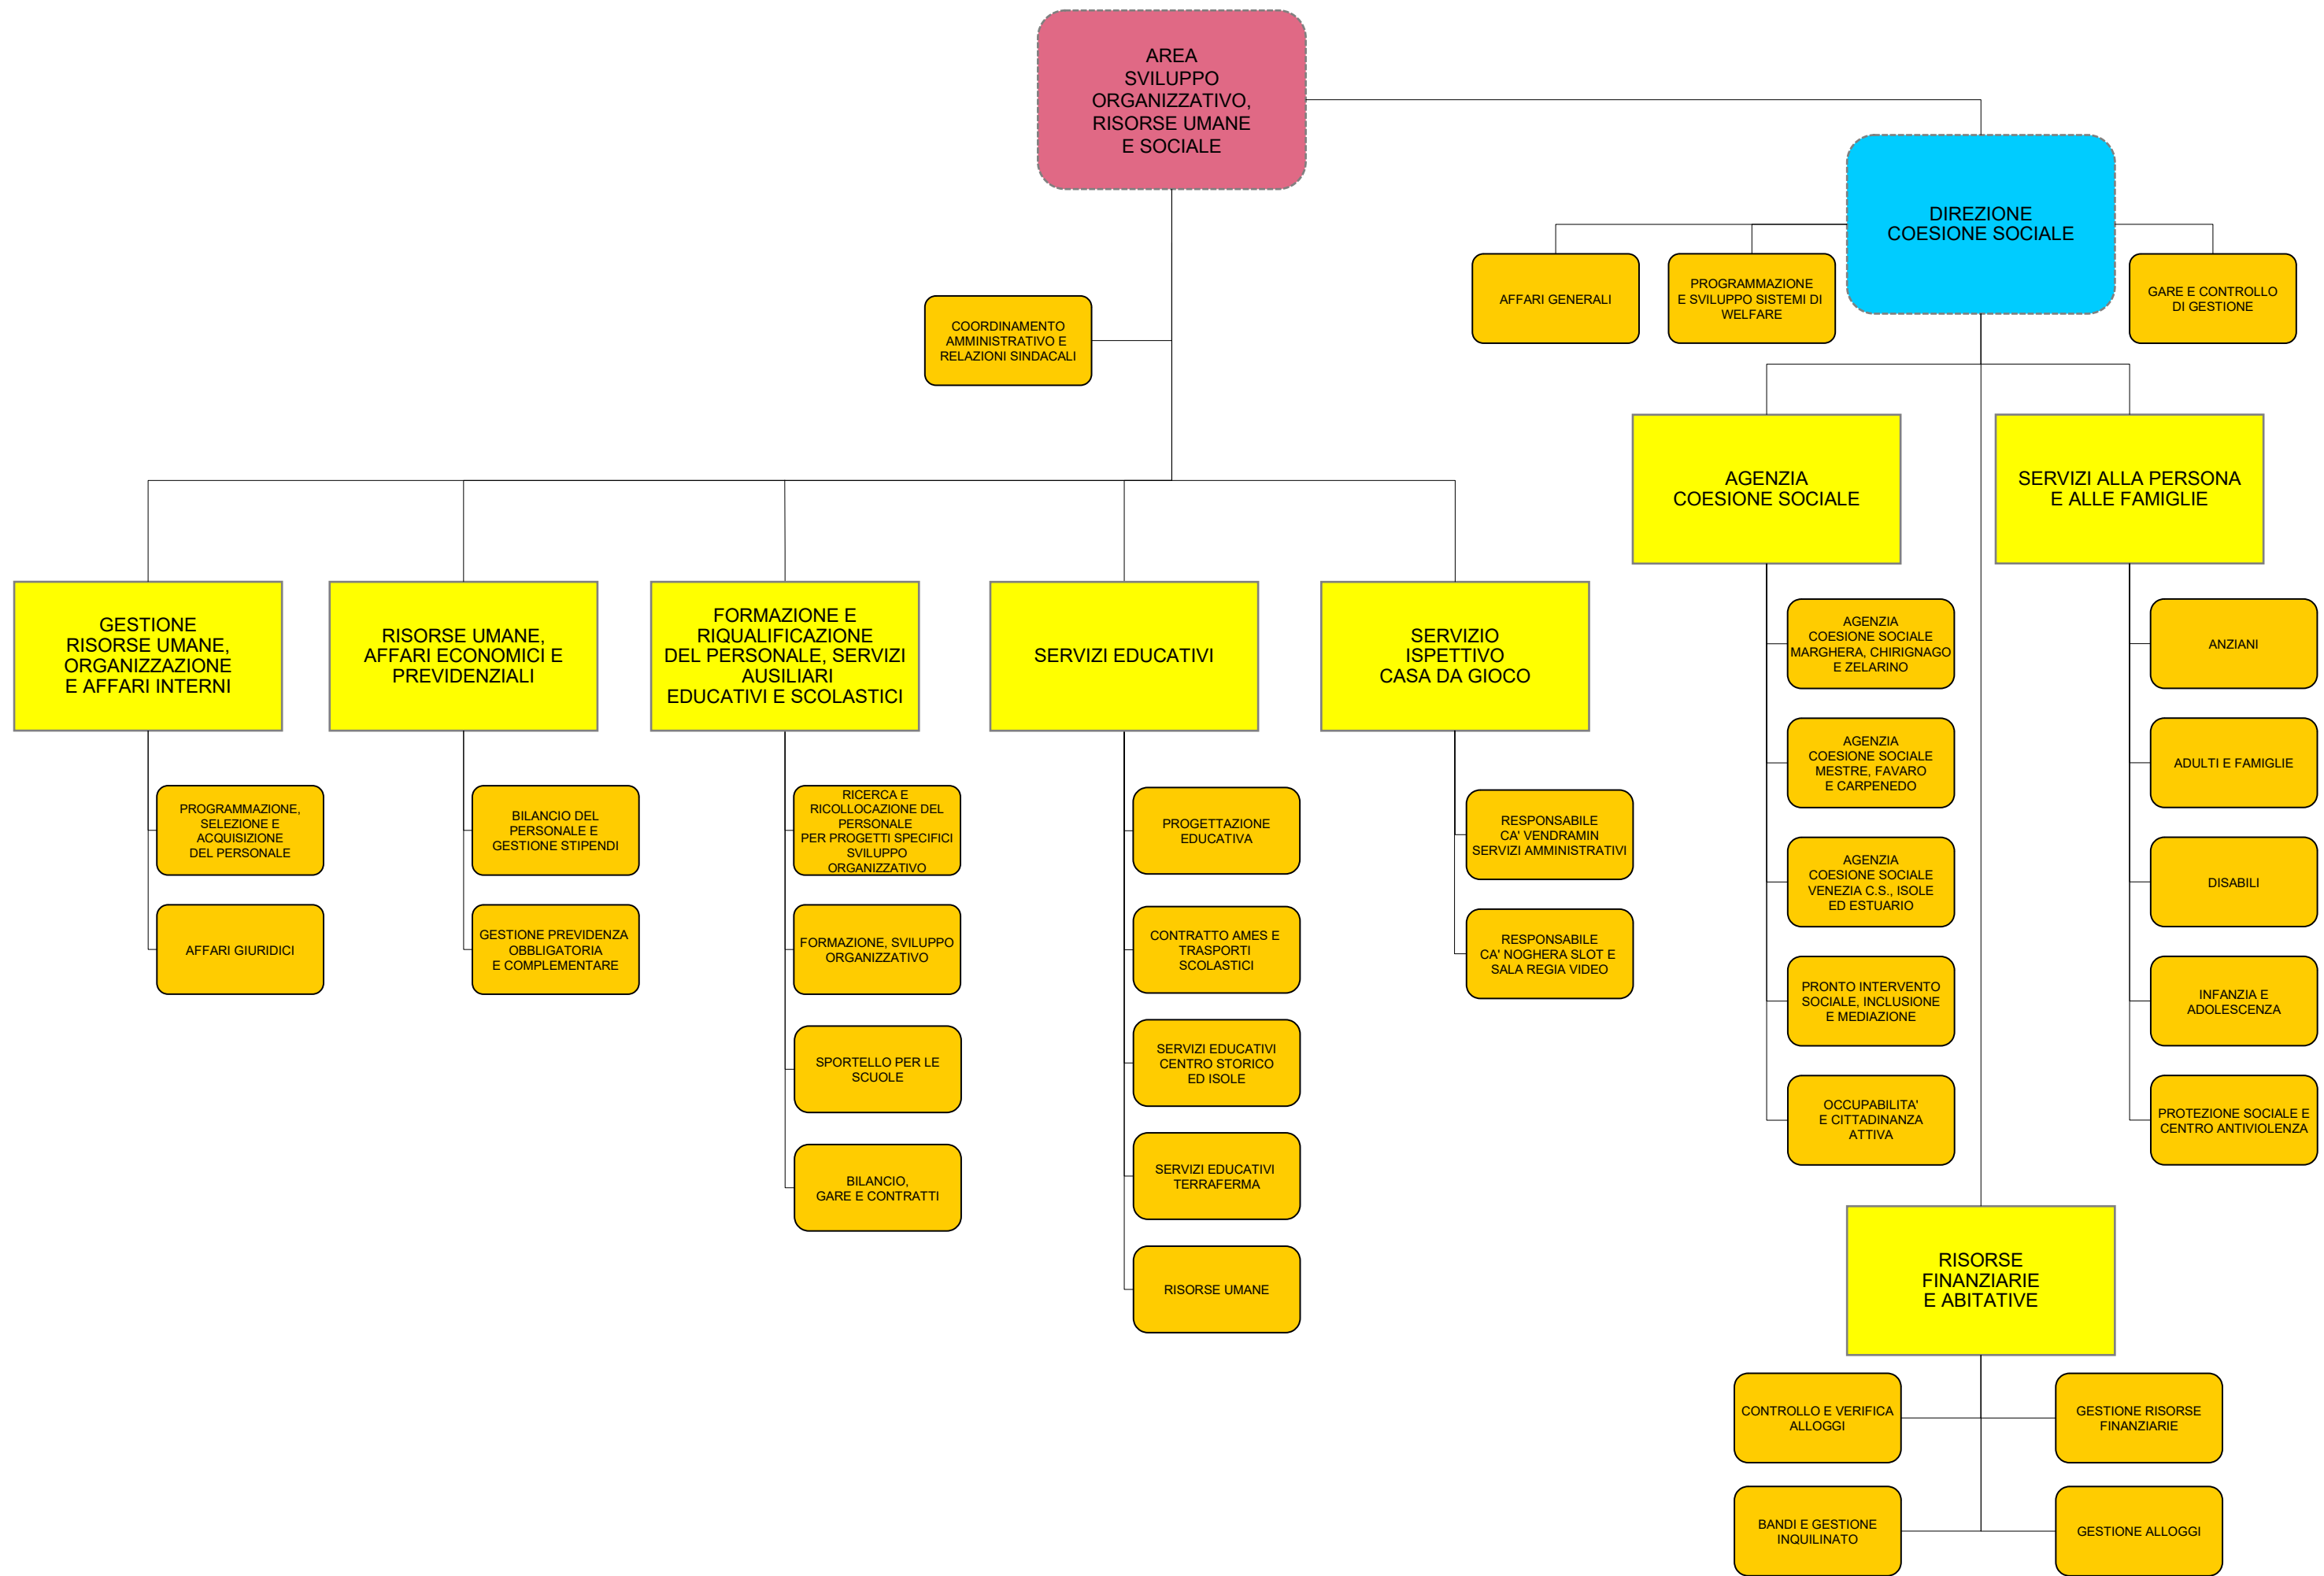 AREA
SVILUPPO
ORGANIZZATIVO,
RISORSE UMANE
E SOCIALE
DIREZIONE
COESIONE SOCIALE
AFFARI GENERALI
PROGRAMMAZIONE
E SVILUPPO SISTEMI DI
WELFARE
GARE E CONTROLLO
DI GESTIONE
COORDINAMENTO
AMMINISTRATIVO E
RELAZIONI SINDACALI
AGENZIA
COESIONE SOCIALE
SERVIZI ALLA PERSONA
E ALLE FAMIGLIE
GESTIONE
RISORSE UMANE,
ORGANIZZAZIONE
E AFFARI INTERNI
RISORSE UMANE,
AFFARI ECONOMICI E
PREVIDENZIALI
FORMAZIONE E
RIQUALIFICAZIONE
DEL PERSONALE, SERVIZI
AUSILIARI
EDUCATIVI E SCOLASTICI
SERVIZI EDUCATIVI
SERVIZIO
ISPETTIVO
CASA DA GIOCO
PROGRAMMAZIONE,
SELEZIONE E
ACQUISIZIONE
DEL PERSONALE
AFFARI GIURIDICI
BILANCIO DEL
PERSONALE E
GESTIONE STIPENDI
GESTIONE PREVIDENZA
OBBLIGATORIA
E COMPLEMENTARE
RICERCA E
RICOLLOCAZIONE DEL
PERSONALE
PER PROGETTI SPECIFICI
SVILUPPO
ORGANIZZATIVO
FORMAZIONE, SVILUPPO
ORGANIZZATIVO
SPORTELLO PER LE
SCUOLE
BILANCIO,
GARE E CONTRATTI
PROGETTAZIONE
EDUCATIVA
CONTRATTO AMES E
TRASPORTI
SCOLASTICI
SERVIZI EDUCATIVI
CENTRO STORICO
ED ISOLE
SERVIZI EDUCATIVI
TERRAFERMA
RISORSE UMANE
RESPONSABILE
CA' VENDRAMIN
SERVIZI AMMINISTRATIVI
RESPONSABILE
CA' NOGHERA SLOT E
SALA REGIA VIDEO
AGENZIA
COESIONE SOCIALE
MARGHERA, CHIRIGNAGO
E ZELARINO
AGENZIA
COESIONE SOCIALE
MESTRE, FAVARO
E CARPENEDO
AGENZIA
COESIONE SOCIALE
VENEZIA C.S., ISOLE
ED ESTUARIO
PRONTO INTERVENTO
SOCIALE, INCLUSIONE
E MEDIAZIONE
OCCUPABILITA'
E CITTADINANZA
ATTIVA
ANZIANI
ADULTI E FAMIGLIE
DISABILI
INFANZIA E
ADOLESCENZA
PROTEZIONE SOCIALE E
CENTRO ANTIVIOLENZA
RISORSE
FINANZIARIE
E ABITATIVE
CONTROLLO E VERIFICA
ALLOGGI
GESTIONE RISORSE
FINANZIARIE
BANDI E GESTIONE
INQUILINATO
GESTIONE ALLOGGI